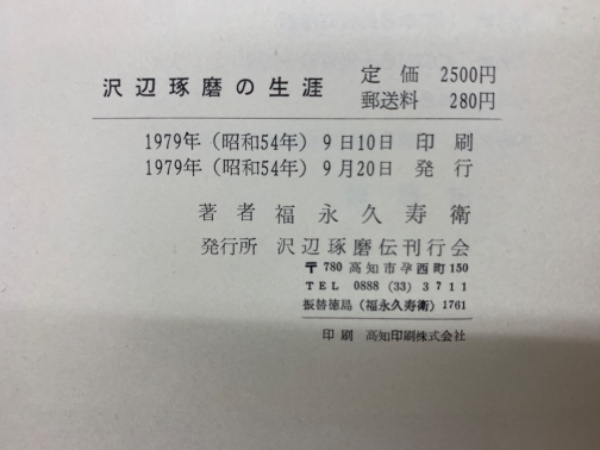 沢辺琢磨の生涯 定価 2500円
郵送料 280円
1979年（昭和54年）9日10日 印刷
1979年（昭和54年）9月20日 発行
著者 福永久寿衛
発行所 沢辺琢磨伝刊行会
〒780 高知市孕西町150
TEL 0888 (33) 3711
振替徳局（福永久寿衛）1761
印刷 高知印刷株式会社